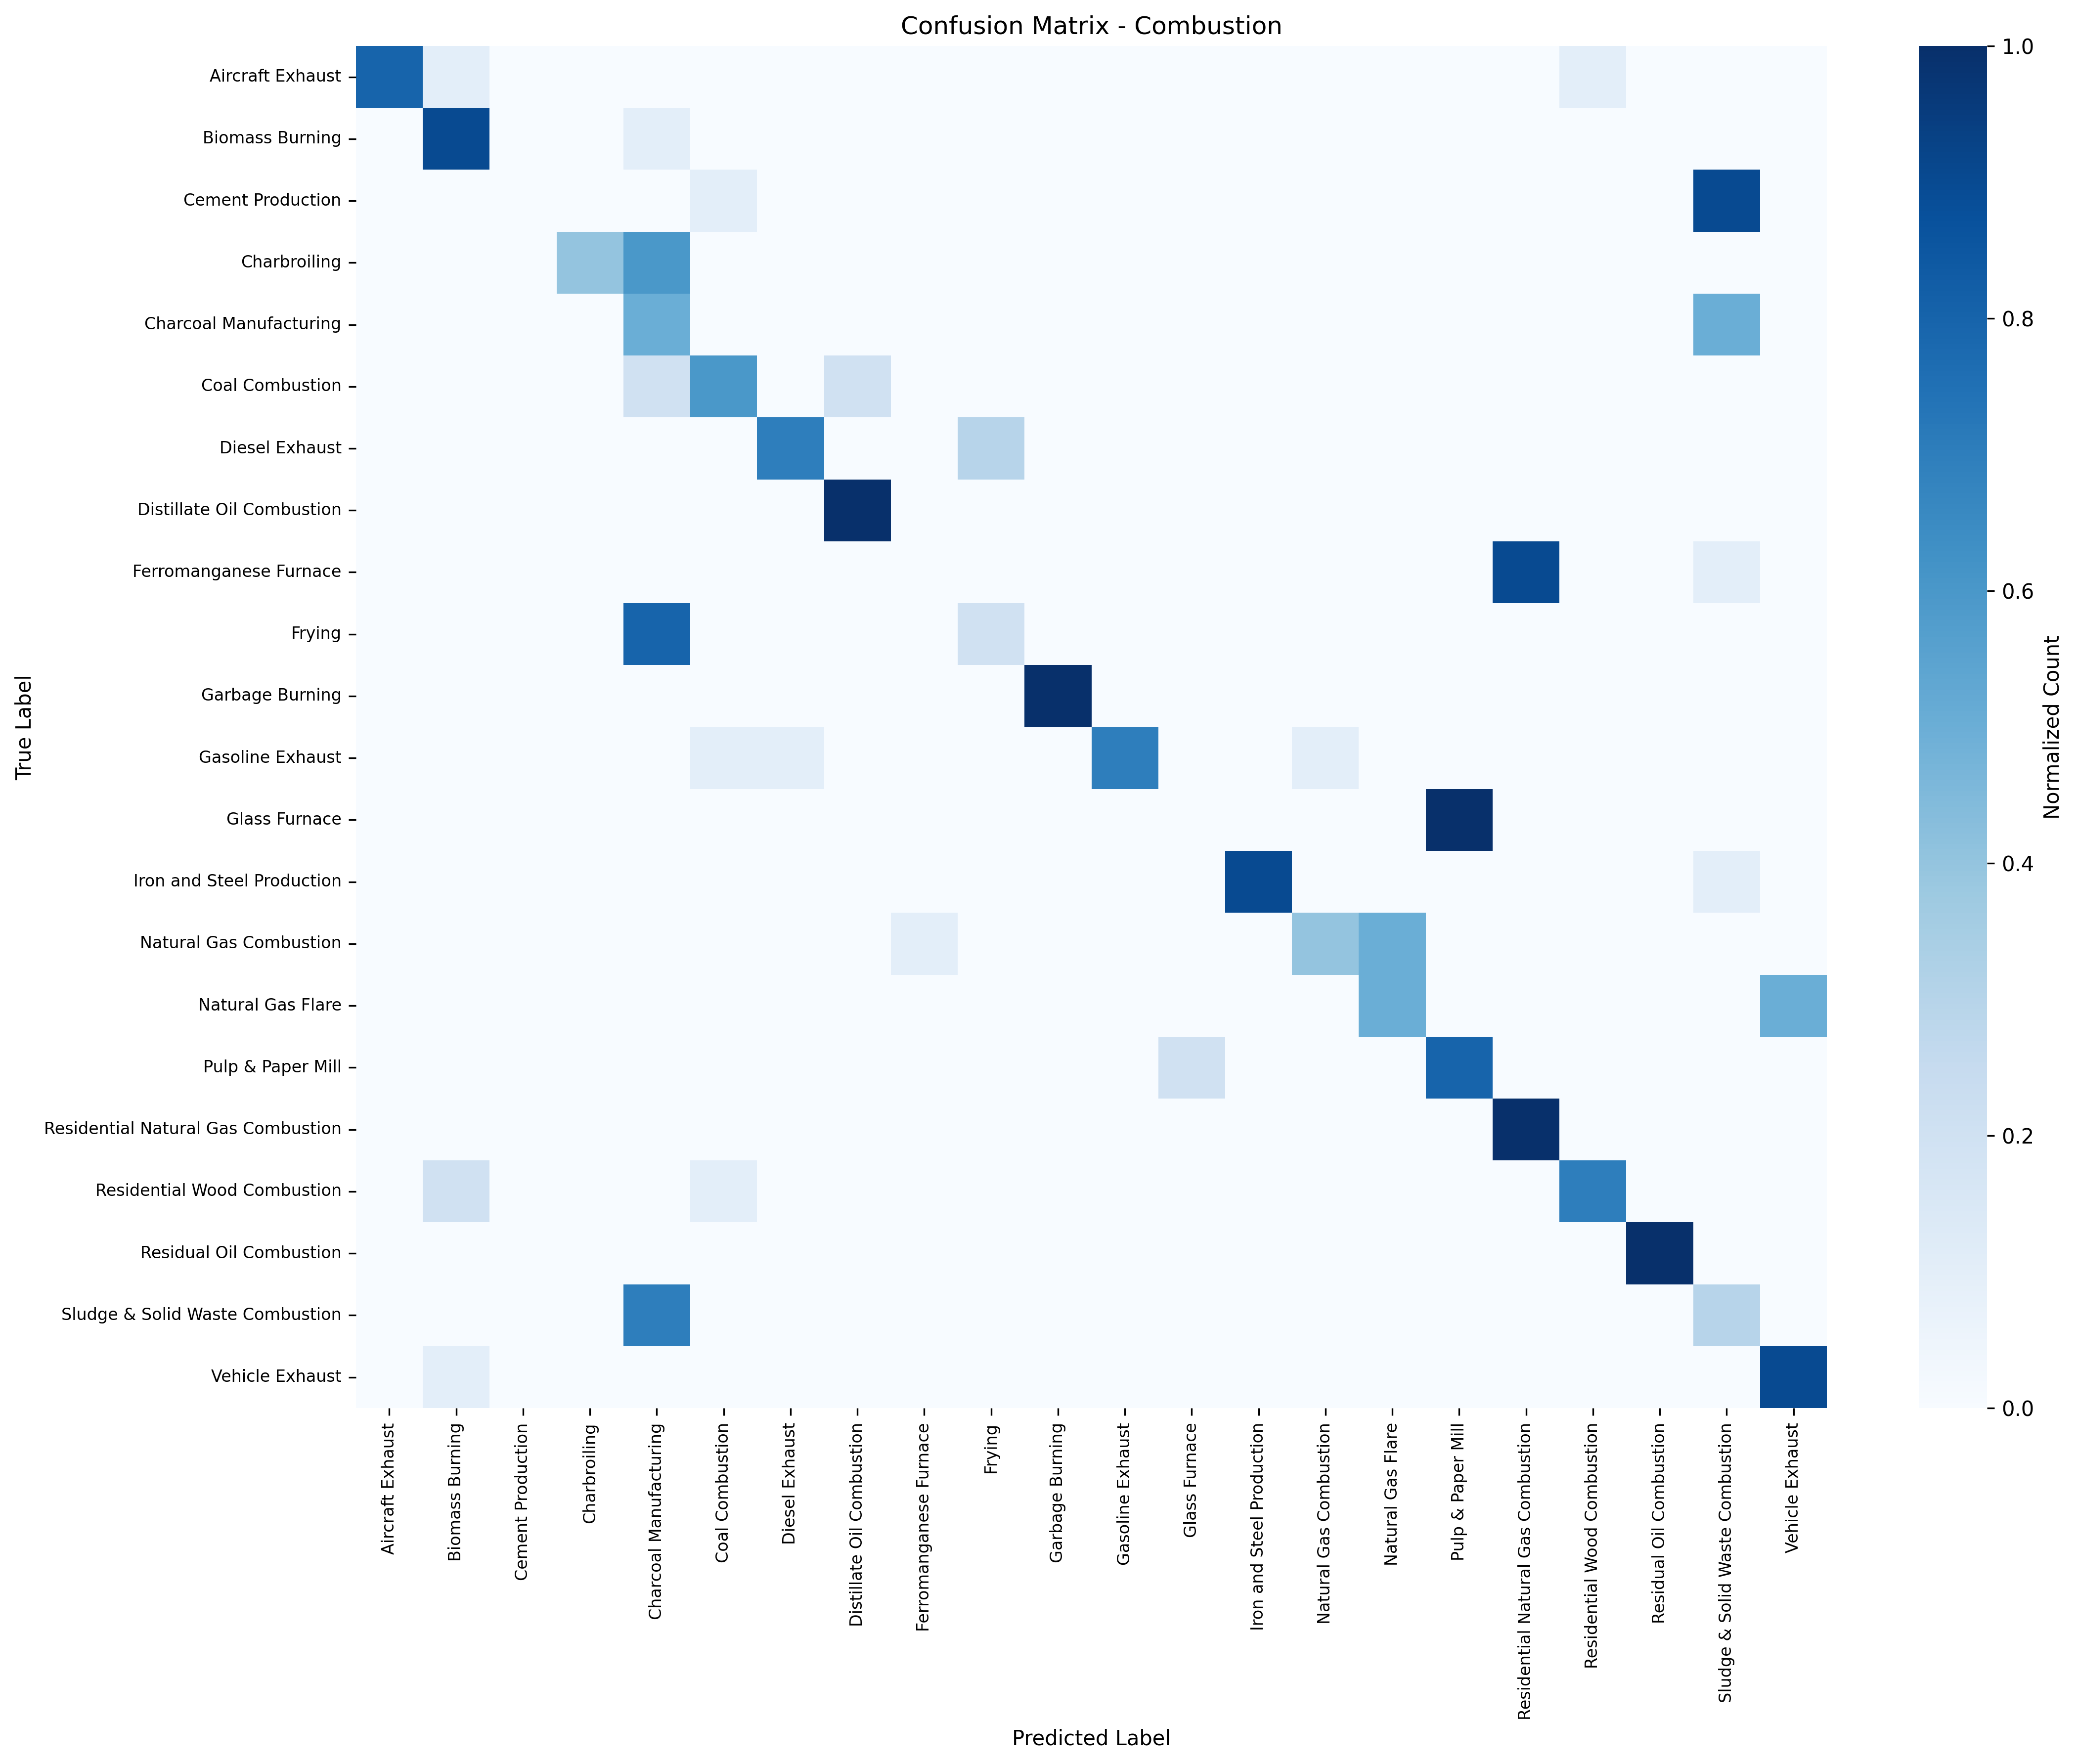 Confusion Matrix - Combustion
True Label
Aircraft Exhaust
Biomass Burning
Cement Production
Charbroiling
Charcoal Manufacturing
Coal Combustion
Diesel Exhaust
Distillate Oil Combustion
Ferromanganese Furnace
Frying
Garbage Burning
Gasoline Exhaust
Glass Furnace
Iron and Steel Production
Natural Gas Combustion
Natural Gas Flare
Pulp & Paper Mill
Residential Natural Gas Combustion
Residential Wood Combustion
Residual Oil Combustion
Sludge & Solid Waste Combustion
Vehicle Exhaust
Aircraft Exhaust
Biomass Burning
Cement Production
Charbroiling
Charcoal Manufacturing
Coal Combustion
Diesel Exhaust
Distillate Oil Combustion
Ferromanganese Furnace
Frying
Garbage Burning
Gasoline Exhaust
Glass Furnace
Iron and Steel Production
Natural Gas Combustion
Natural Gas Flare
Pulp & Paper Mill
Residential Natural Gas Combustion
Residential Wood Combustion
Residual Oil Combustion
Sludge & Solid Waste Combustion
Vehicle Exhaust
Predicted Label
1.0
0.8
0.6
0.4
0.2
0.0
Normalized Count